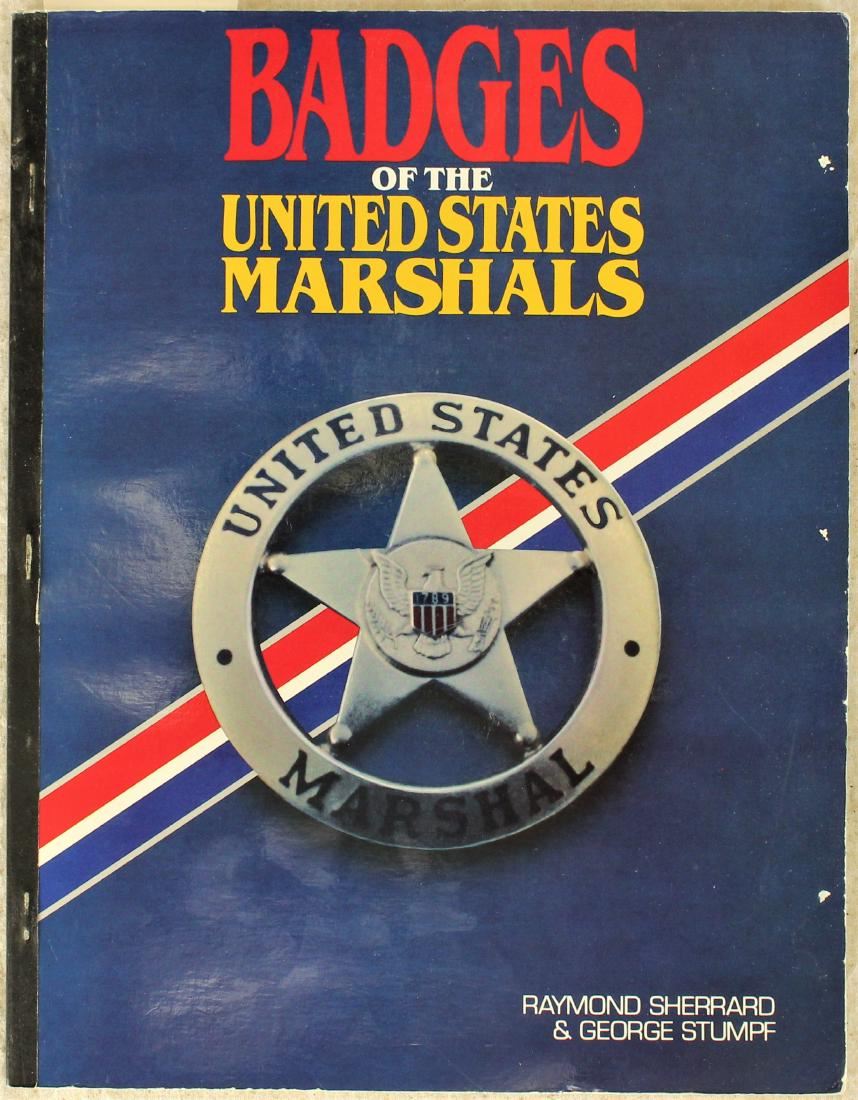 BADGES
OF THE
UNITED STATES
MARSHALS
UNITED STATES
1789
MARSHAL
RAYMOND SHERRARD
& GEORGE STUMPF